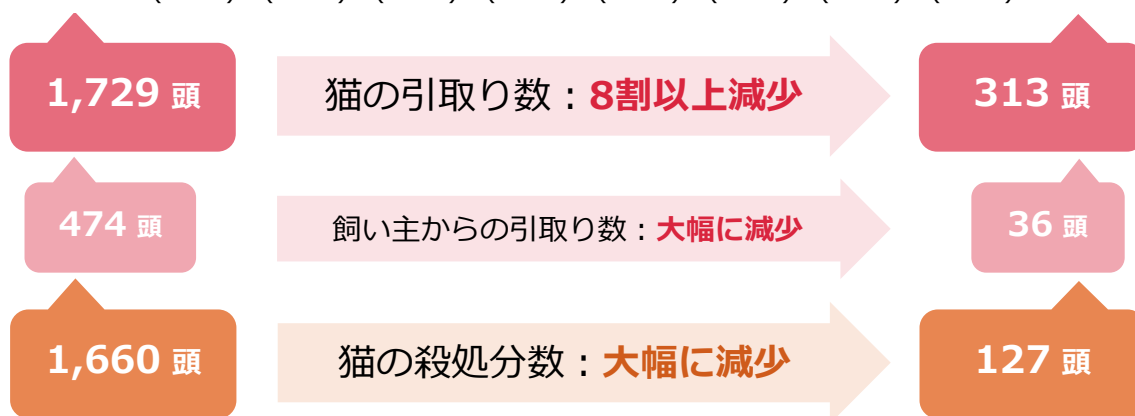 1,729 頭 猫の引取り数：8割以上減少 313 頭
474 頭 飼い主からの引取り数：大幅に減少 36 頭
1,660 頭 猫の殺処分数：大幅に減少 127 頭